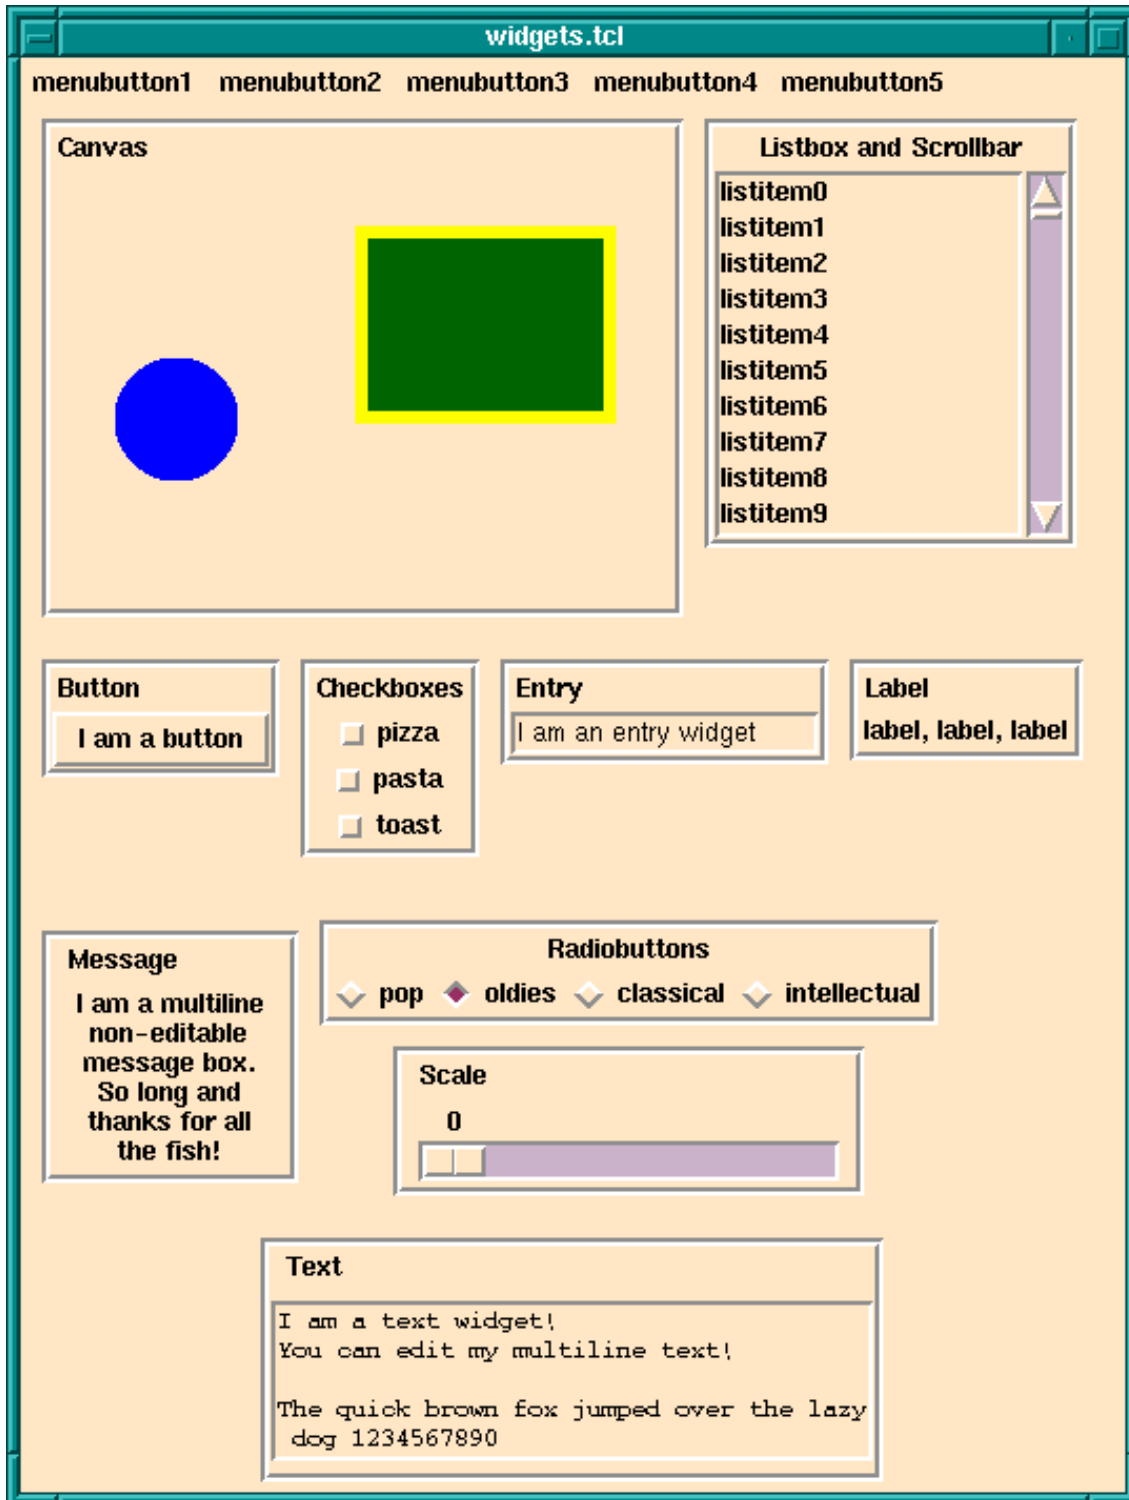 widgets.tcl
menubutton1 menubutton2 menubutton3 menubutton4 menubutton5
Canvas
Listbox and Scrollbar
listitem0
listitem1
listitem2
listitem3
listitem4
listitem5
listitem6
listitem7
listitem8
listitem9
Button
I am a button
Checkboxes
pizza
pasta
toast
Entry
I am an entry widget
Label
label, label, label
Message
I am a multiline
non-editable
message box.
So long and
thanks for all
the fish!
Radiobuttons
pop oldies classical intellectual
Scale
0
Text
I am a text widget!
You can edit my multiline text!
The quick brown fox jumped over the lazy
dog 1234567890